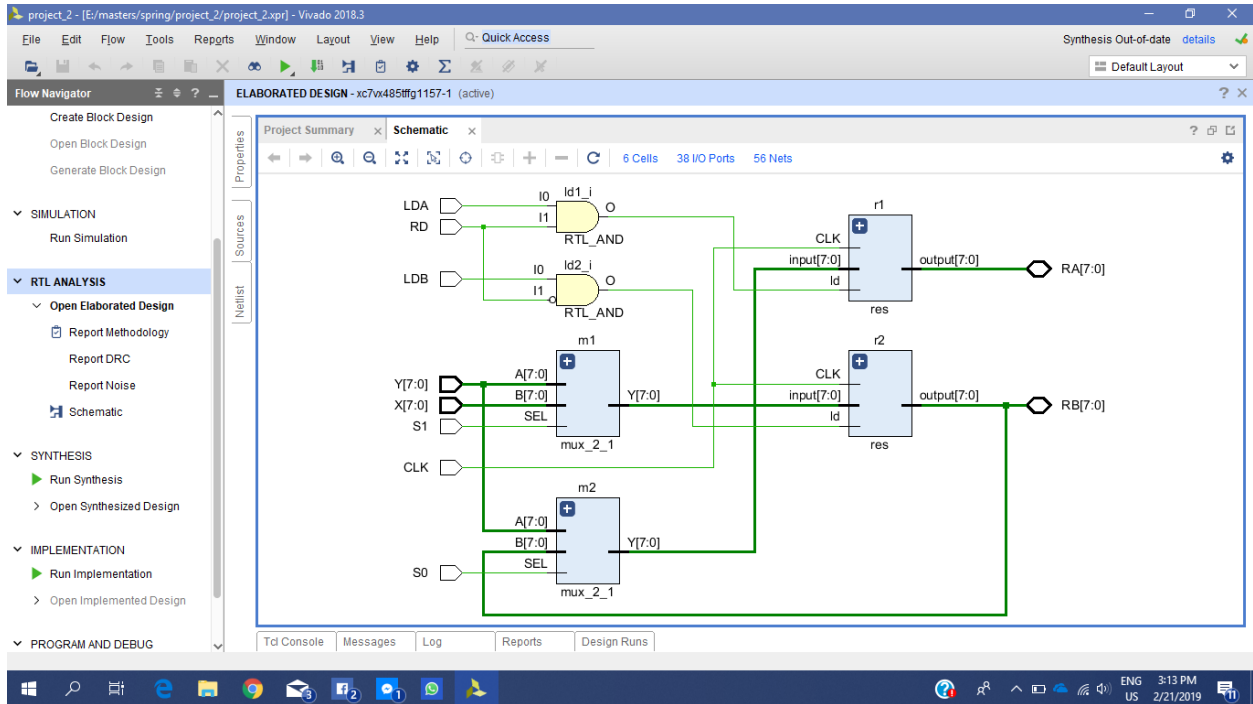 project_2 - [E:/masters/spring/project_2/project_2.xpr] - Vivado 2018.3
File Edit Flow Tools Reports Window Layout View Help Quick Access
Synthesis Out-of-date details
Default Layout
Flow Navigator
ELABORATED DESIGN - xc7vx485tffg1157-1 (active)
Create Block Design
Open Block Design
Generate Block Design
SIMULATION
Run Simulation
RTL ANALYSIS
Open Elaborated Design
Report Methodology
Report DRC
Report Noise
Schematic
SYNTHESIS
Run Synthesis
Open Synthesized Design
IMPLEMENTATION
Run Implementation
Open Implemented Design
PROGRAM AND DEBUG
Properties
Sources
Netlist
Project Summary Schematic
6 Cells 38 I/O Ports 56 Nets
LDA
RD
I0
I1
ld1_i
O
RTL_AND
LDB
I0
I1
ld2_i
O
RTL_AND
r1
CLK
input[7:0]
ld
output[7:0]
res
RA[7:0]
m1
Y[7:0]
X[7:0]
S1
A[7:0]
B[7:0]
SEL
Y[7:0]
mux_2_1
r2
CLK
input[7:0]
ld
output[7:0]
res
RB[7:0]
CLK
m2
A[7:0]
B[7:0]
SEL
Y[7:0]
S0
mux_2_1
Tcl Console Messages Log Reports Design Runs
3
2
1
ENG
US
3:13 PM
2/21/2019
11